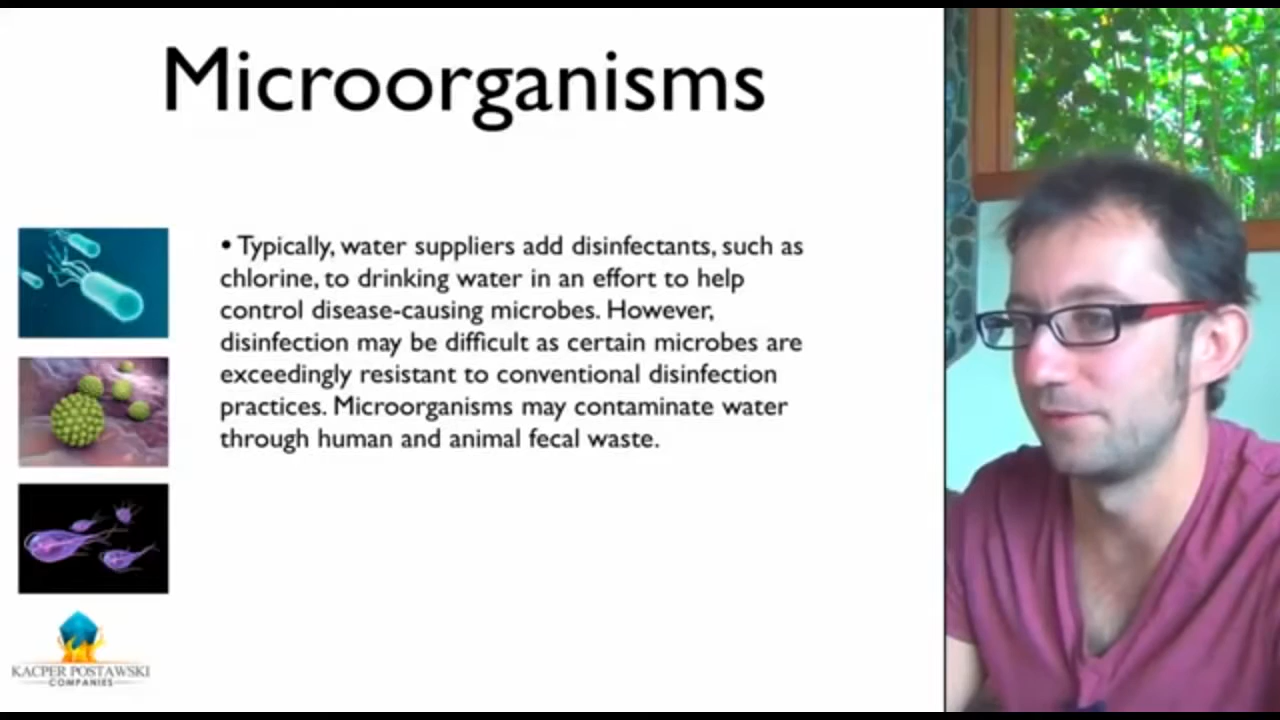 Microorganisms
• Typically, water suppliers add disinfectants, such as
chlorine, to drinking water in an effort to help
control disease-causing microbes. However,
disinfection may be difficult as certain microbes are
exceedingly resistant to conventional disinfection
practices. Microorganisms may contaminate water
through human and animal fecal waste.
KACPER POSTAWSKI
COMPANIES